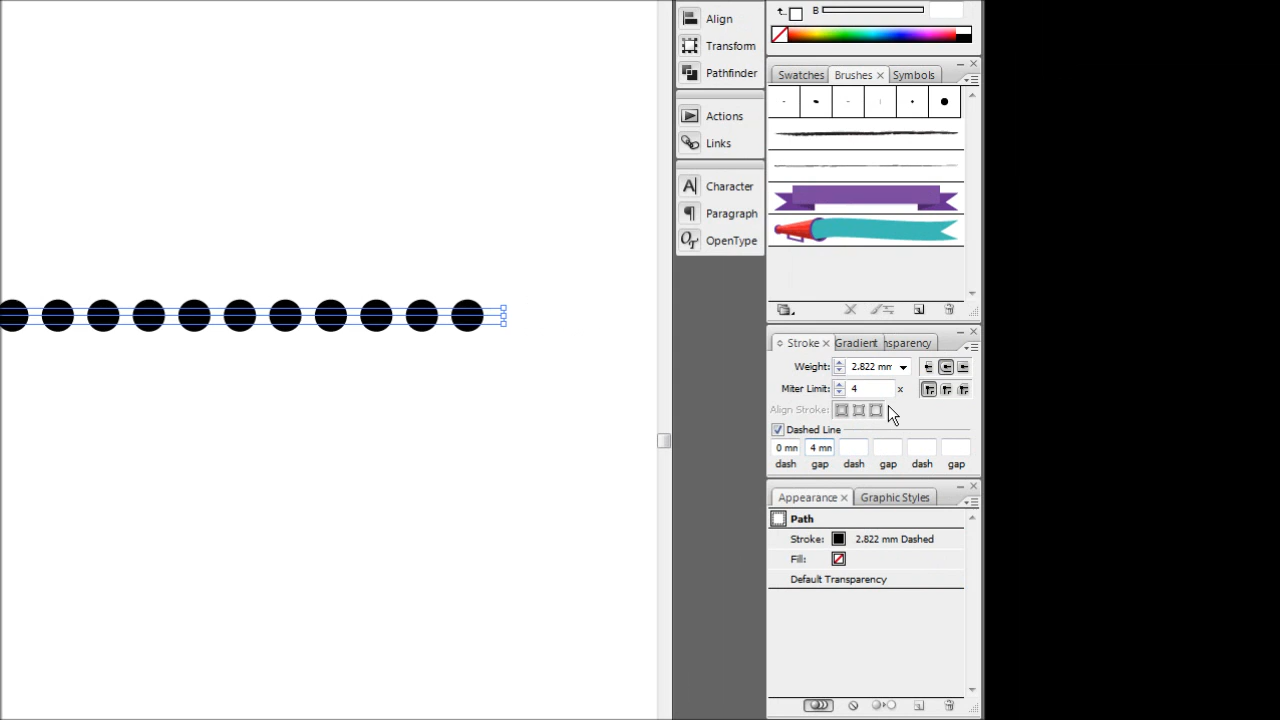 B
Align
Transform
Pathfinder
Swatches Brushes × Symbols
Actions
Links
Character
Paragraph
OpenType
Stroke × Gradient nsparency
Weight: 2.822 mm
Miter Limit: 4 x
Align Stroke:
Dashed Line
0 mn 4 mn
dash gap dash gap dash gap
Appearance × Graphic Styles
Path
Stroke: 2.822 mm Dashed
Fill:
Default Transparency